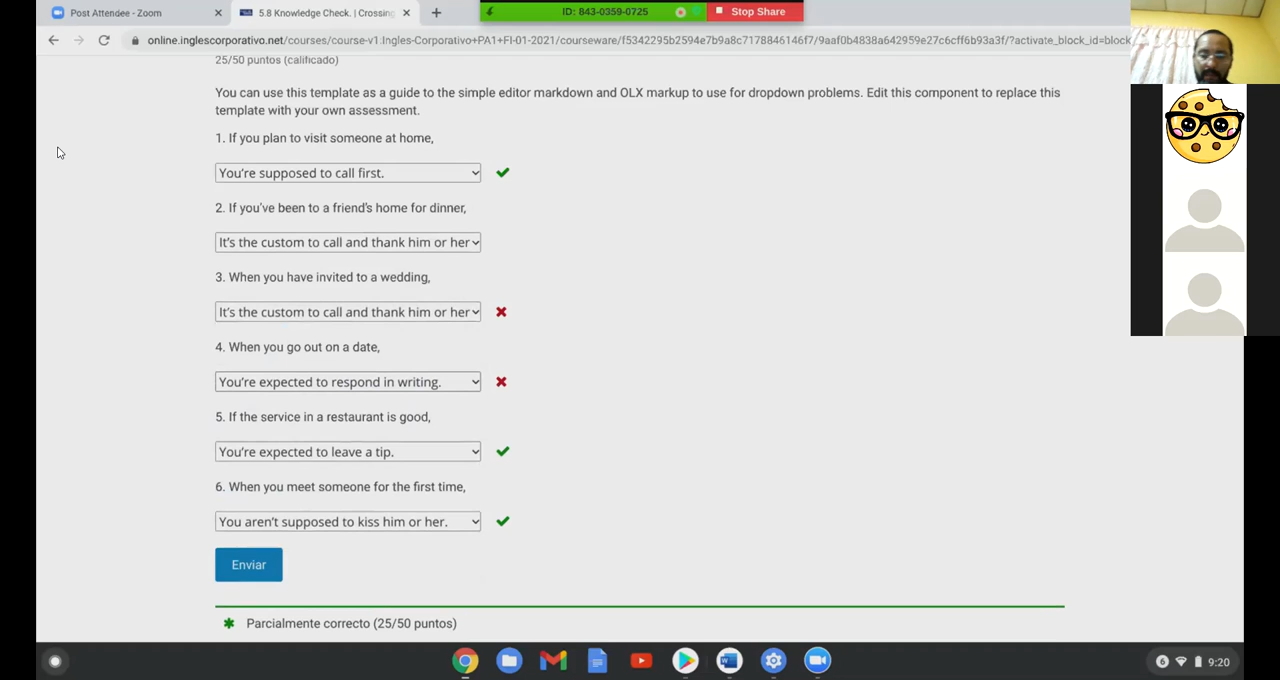 Post Attendee - Zoom
5.8 Knowledge Check. | Crossing
ID: 843-0359-0725
Stop Share
online.inglescorporativo.net/courses/course-v1:Ingles-Corporativo+PA1+FI-01-2021/courseware/f5342295b2594e7b9a8c7178846146f7/9aaf0b4838a642959e27c6cff6b93a3f/?activate_block_id=block
25/50 puntos (calificado)
You can use this template as a guide to the simple editor markdown and OLX markup to use for dropdown problems. Edit this component to replace this
template with your own assessment.
1. If you plan to visit someone at home,
You're supposed to call first.
2. If you've been to a friend's home for dinner,
It's the custom to call and thank him or her
3. When you have invited to a wedding,
It's the custom to call and thank him or her
4. When you go out on a date,
You're expected to respond in writing.
5. If the service in a restaurant is good,
You're expected to leave a tip.
6. When you meet someone for the first time,
You aren't supposed to kiss him or her.
Enviar
Parcialmente correcto (25/50 puntos)
6
9:20